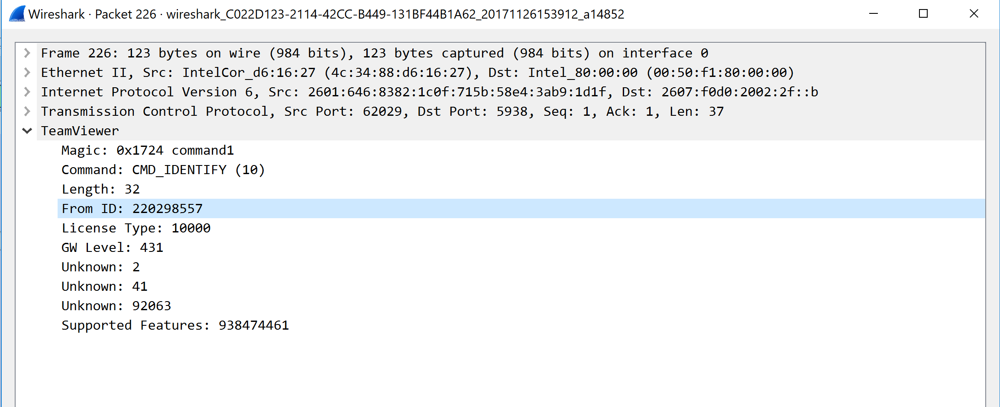 Wireshark · Packet 226 · wireshark_C022D123-2114-42CC-B449-131BF44B1A62_20171126153912_a14852
Frame 226: 123 bytes on wire (984 bits), 123 bytes captured (984 bits) on interface 0
Ethernet II, Src: IntelCor_d6:16:27 (4c:34:88:d6:16:27), Dst: Intel_80:00:00 (00:50:f1:80:00:00)
Internet Protocol Version 6, Src: 2601:646:8382:1c0f:715b:58e4:3ab9:1d1f, Dst: 2607:f0d0:2002:2f::b
Transmission Control Protocol, Src Port: 62029, Dst Port: 5938, Seq: 1, Ack: 1, Len: 37
TeamViewer
Magic: 0x1724 command1
Command: CMD_IDENTIFY (10)
Length: 32
From ID: 220298557
License Type: 10000
GW Level: 431
Unknown: 2
Unknown: 41
Unknown: 92063
Supported Features: 938474461